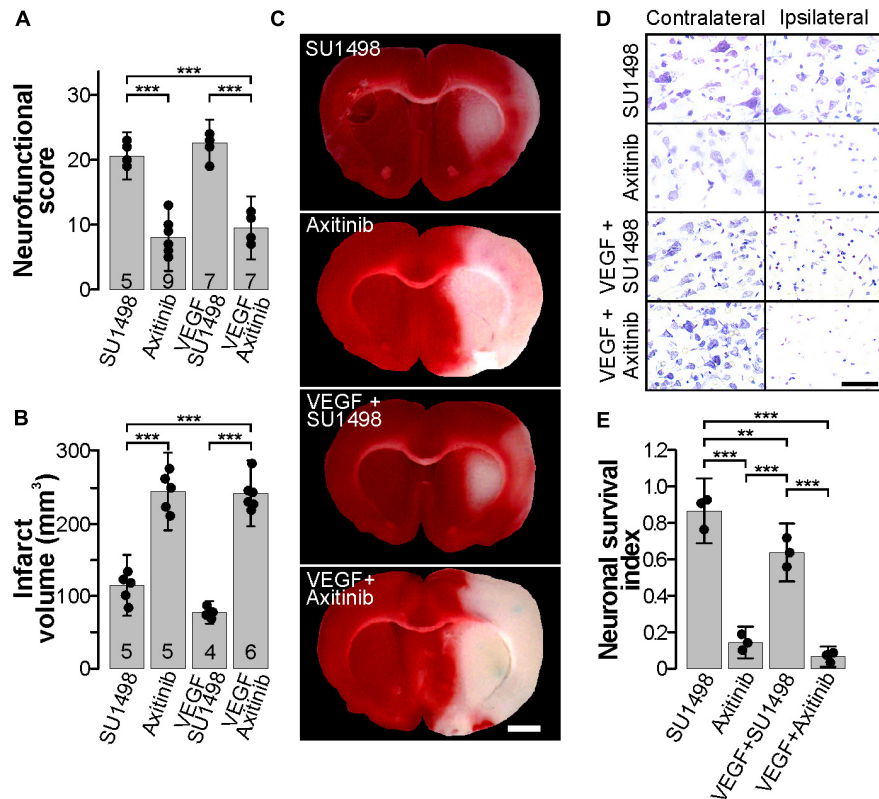 A
***
*** ***
Neurofunctional score
30
20
10
0
5 9 7 7
SU1498
Axitinib
VEGF SU1498
VEGF Axitinib
B
***
*** ***
Infarct volume (mm3)
300
200
100
0
5 5 4 6
SU1498
Axitinib
VEGF SU1498
VEGF Axitinib
C
SU1498
Axitinib
VEGF + SU1498
VEGF+ Axitinib
D
Contralateral Ipsilateral
SU1498
Axitinib
VEGF + SU1498
VEGF + Axitinib
E
***
**
*** ***
***
Neuronal survival index
1.2
1.0
0.8
0.6
0.4
0.2
0
SU1498
Axitinib
VEGF+SU1498
VEGF+Axitinib